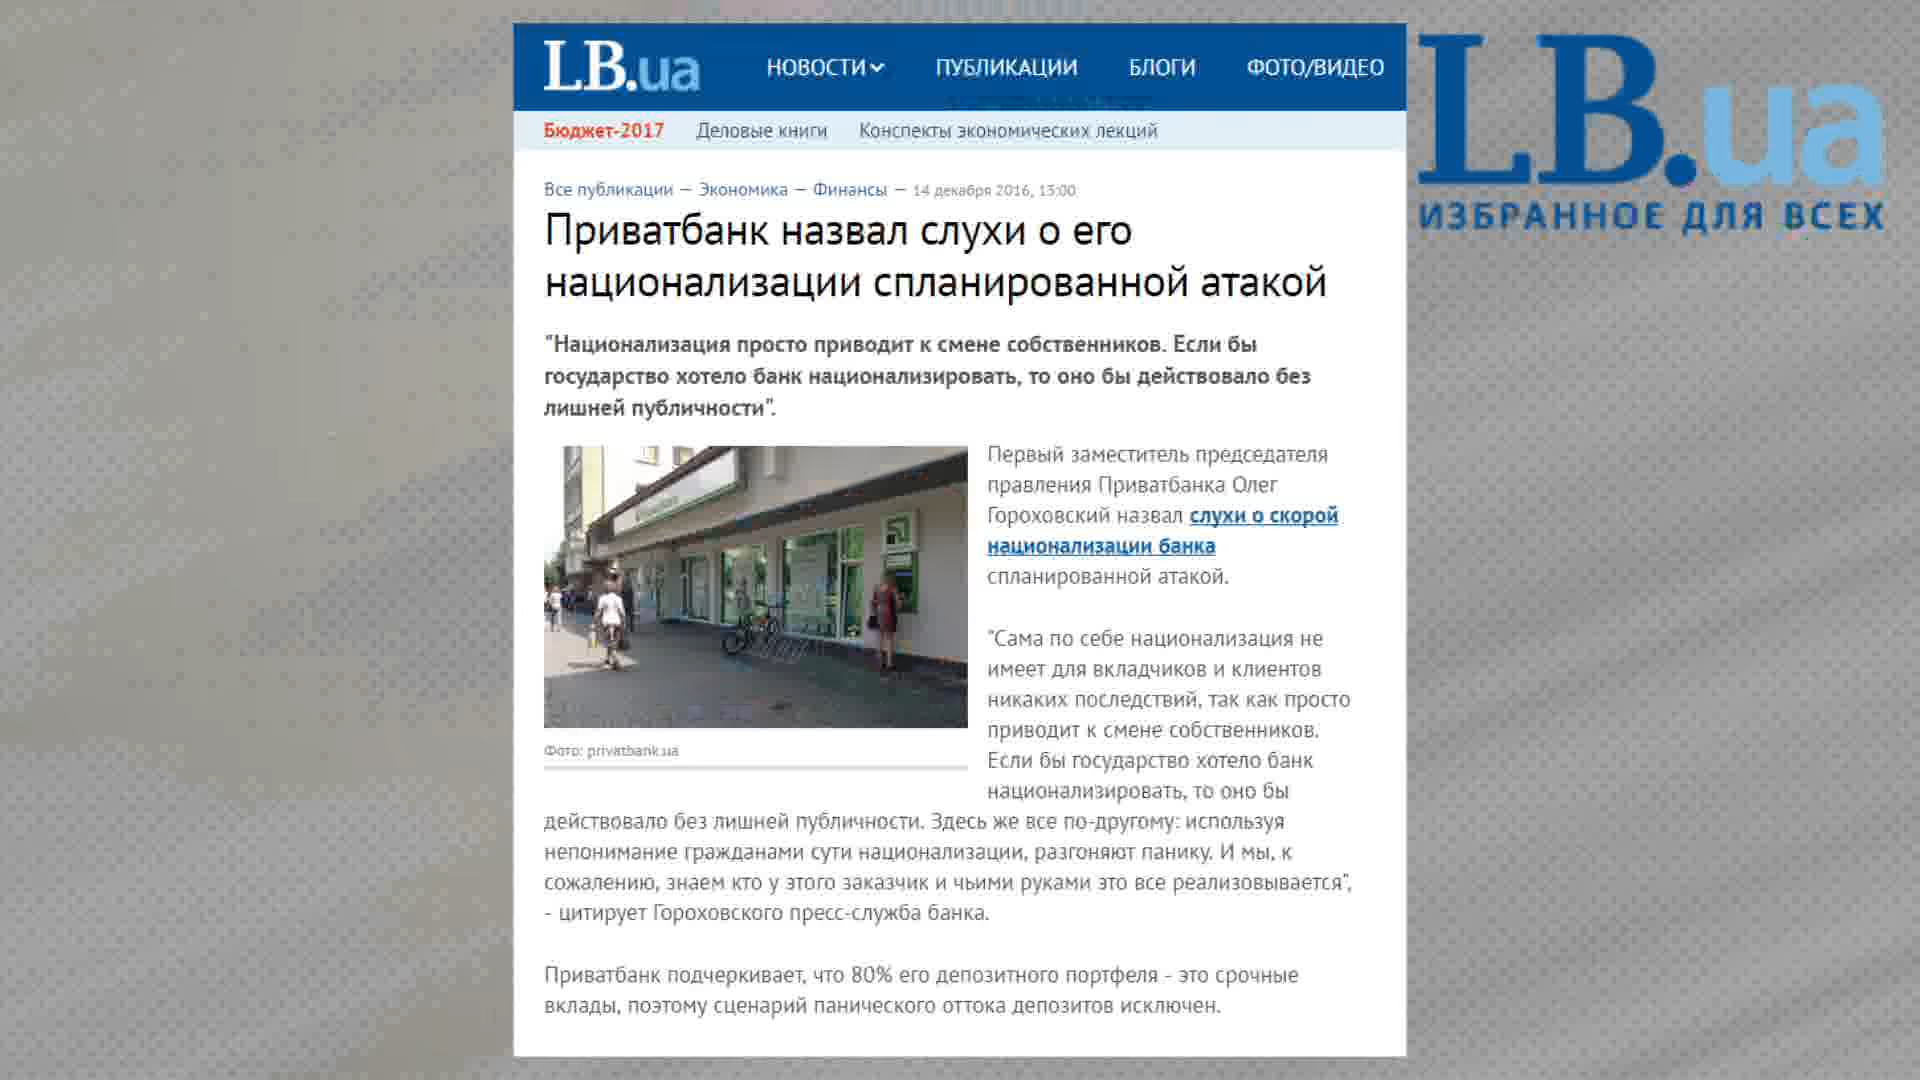 LB.ua
НОВОСТИ
ПУБЛИКАЦИИ
БЛОГИ
ФОТО/ВИДЕО
LB.ua
ИЗБРАННОЕ ДЛЯ ВСЕХ
Бюджет-2017
Деловые книги
Конспекты экономических лекций
Все публикации — Экономика — Финансы — 14 декабря 2016, 13:00
Приватбанк назвал слухи о его
национализации спланированной атакой
"Национализация просто приводит к смене собственников. Если бы
государство хотело банк национализировать, то оно бы действовало без
лишней публичности".
Первый заместитель председателя
правления Приватбанка Олег
Гороховский назвал слухи о скорой
национализации банка
спланированной атакой.
"Сама по себе национализация не
имеет для вкладчиков и клиентов
никаких последствий, так как просто
приводит к смене собственников.
Если бы государство хотело банк
национализировать, то оно бы
Фото: privatbank.ua
действовало без лишней публичности. Здесь же все по-другому: используя
непонимание гражданами сути национализации, разгоняют панику. И мы, к
сожалению, знаем кто у этого заказчик и чьими руками это все реализовывается",
- цитирует Гороховского пресс-служба банка.
Приватбанк подчеркивает, что 80% его депозитного портфеля - это срочные
вклады, поэтому сценарий панического оттока депозитов исключен.